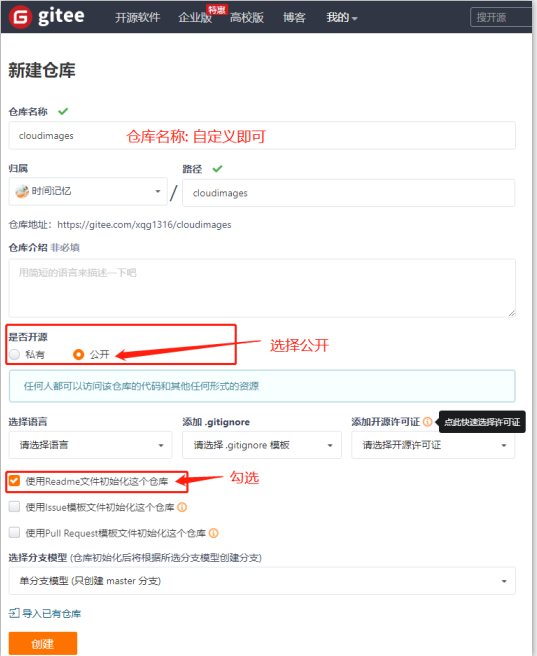 gitee 开源软件 企业版 特惠 高校版 博客 我的 搜开源
新建仓库
仓库名称
cloudimages 仓库名称: 自定义即可
归属 路径
时间记忆 / cloudimages
仓库地址：https://gitee.com/xqg1316/cloudimages
仓库介绍 非必填
用简短的语言来描述一下吧
是否开源
私有 公开 选择公开
任何人都可以访问该仓库的代码和其他任何形式的资源
选择语言 添加 .gitignore 添加开源许可证 点此快速选择许可证
请选择语言 请选择 .gitignore 模板 请选择开源许可证
使用Readme文件初始化这个仓库 勾选
使用Issue模板文件初始化这个仓库
使用Pull Request模板文件初始化这个仓库
选择分支模型 (仓库初始化后将根据所选分支模型创建分支)
单分支模型 (只创建 master 分支)
导入已有仓库
创建